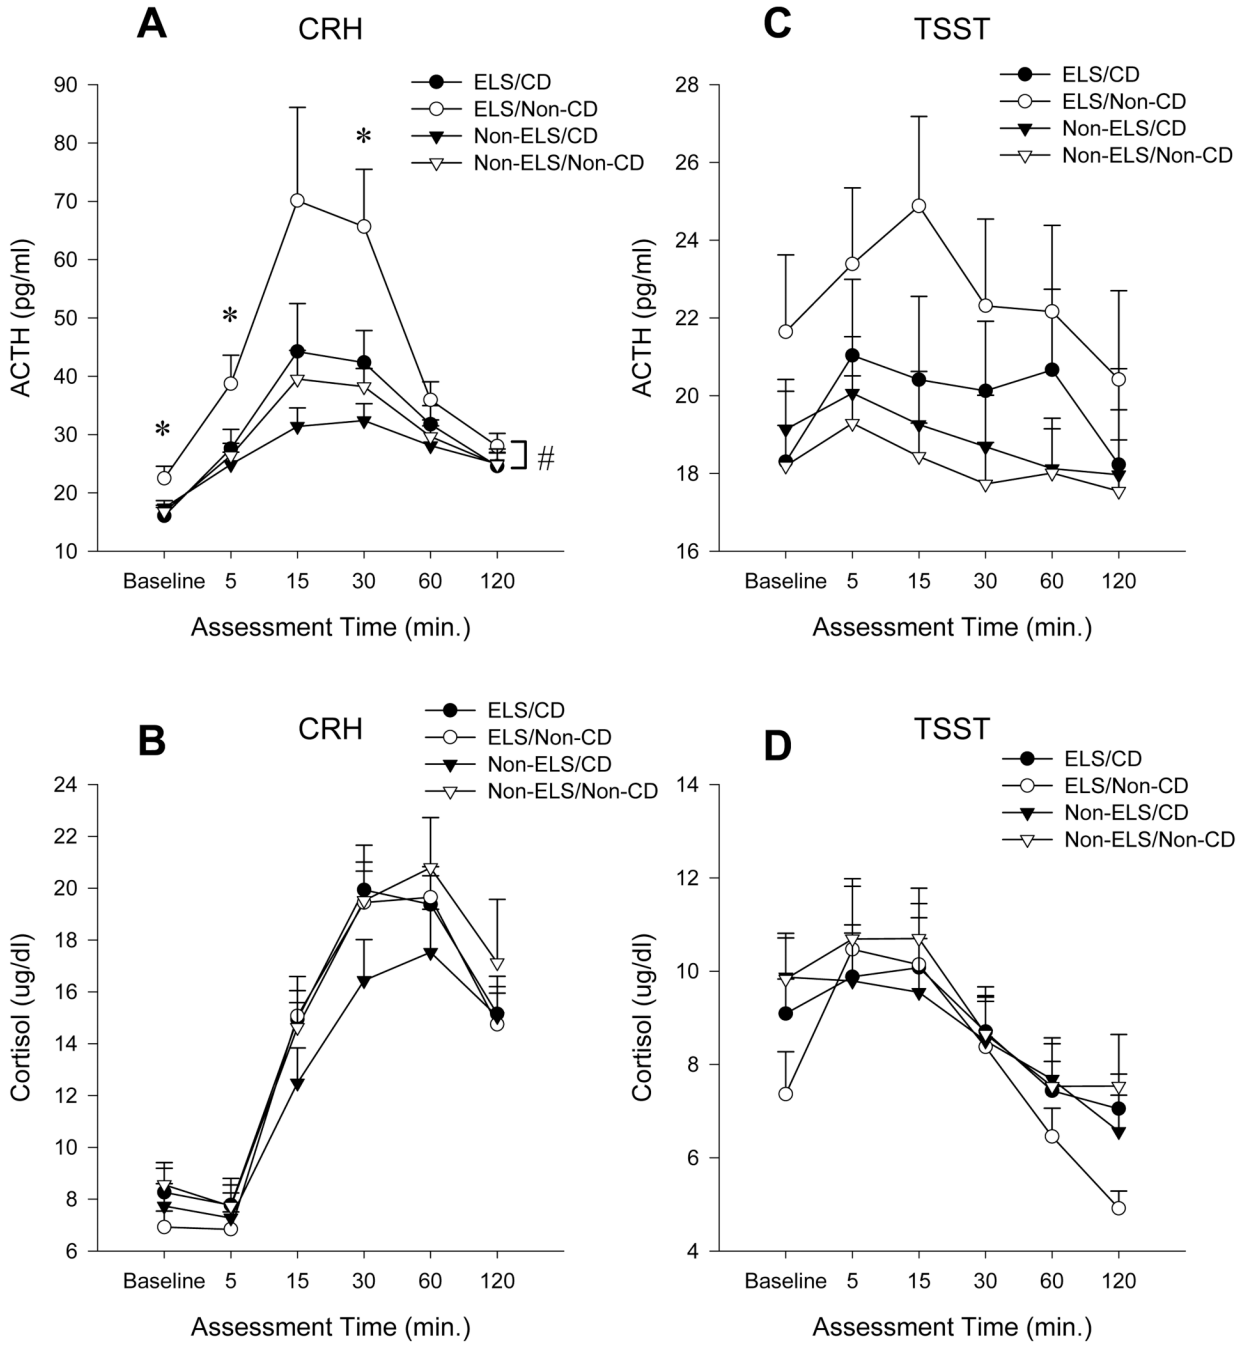 A
CRH
ELS/CD
ELS/Non-CD
Non-ELS/CD
Non-ELS/Non-CD
90
80
70
60
50
40
30
20
10
ACTH (pg/ml)
*
*
*
#
Baseline 5 15 30 60 120
Assessment Time (min.)
C
TSST
ELS/CD
ELS/Non-CD
Non-ELS/CD
Non-ELS/Non-CD
28
26
24
22
20
18
16
ACTH (pg/ml)
Baseline 5 15 30 60 120
Assessment Time (min.)
B
CRH
ELS/CD
ELS/Non-CD
Non-ELS/CD
Non-ELS/Non-CD
24
22
20
18
16
14
12
10
8
6
Cortisol (ug/dl)
Baseline 5 15 30 60 120
Assessment Time (min.)
D
TSST
ELS/CD
ELS/Non-CD
Non-ELS/CD
Non-ELS/Non-CD
14
12
10
8
6
4
Cortisol (ug/dl)
Baseline 5 15 30 60 120
Assessment Time (min.)